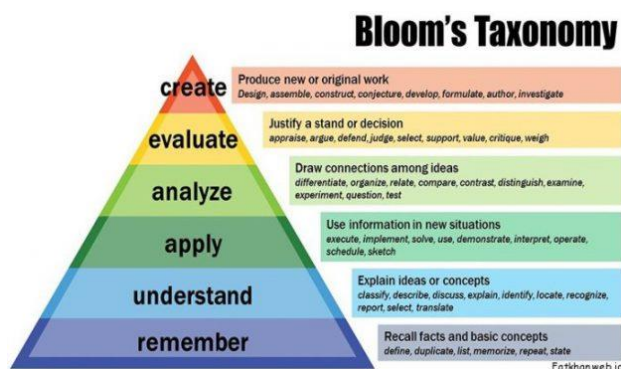 Bloom's Taxonomy
create
Produce new or original work
Design, assemble, construct, conjecture, develop, formulate, author, investigate
evaluate
Justify a stand or decision
appraise, argue, defend, judge, select, support, value, critique, weigh
analyze
Draw connections among ideas
differentiate, organize, relate, compare, contrast, distinguish, examine,
experiment, question, test
apply
Use information in new situations
execute, implement, solve, use, demonstrate, interpret, operate,
schedule, sketch
understand
Explain ideas or concepts
classify, describe, discuss, explain, identify, locate, recognize,
report, select, translate
remember
Recall facts and basic concepts
define, duplicate, list, memorize, repeat, state